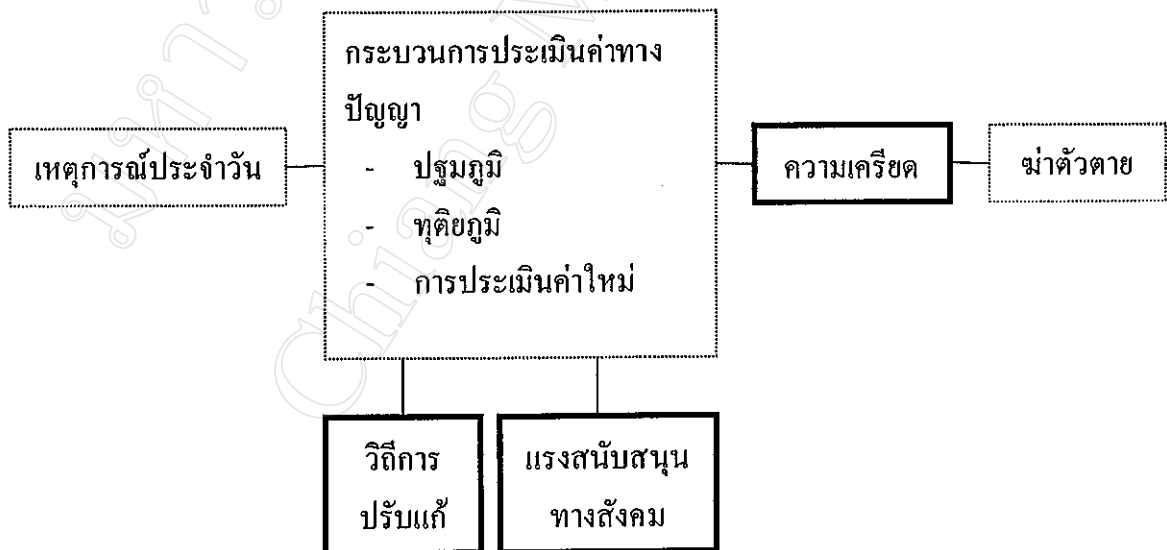 กระบวนการประเมินค่าทาง
ปัญญา
- ปฐมภูมิ
- ทุติยภูมิ
- การประเมินค่าใหม่
เหตุการณ์ประจำวัน
ความเครียด
ฆ่าตัวตาย
วิถีการ
ปรับแก้
แรงสนับสนุน
ทางสังคม
Chiang M